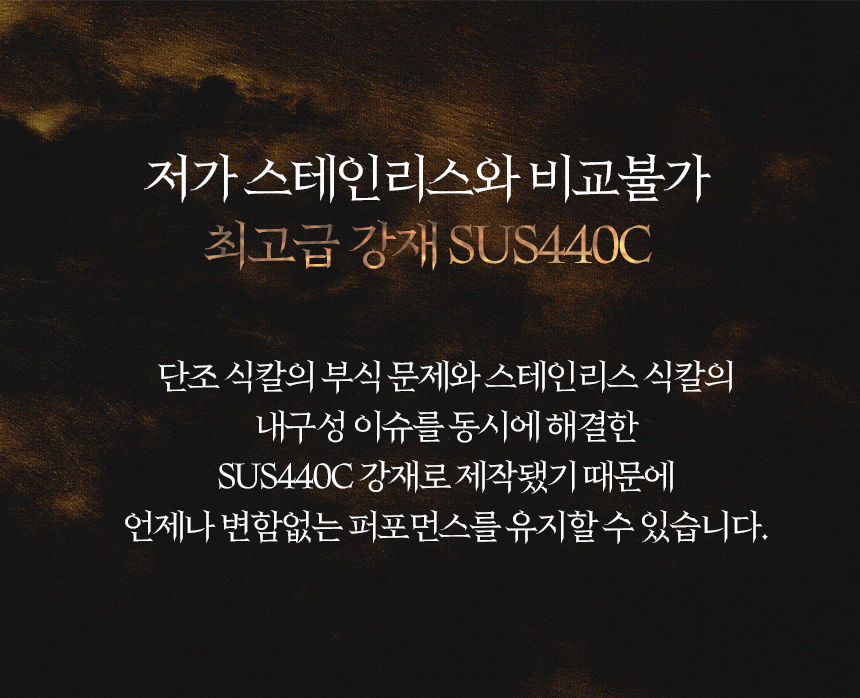 저가 스테인리스와 비교불가
최고급 강재 SUS440C
단조 식칼의 부식 문제와 스테인리스 식칼의
내구성 이슈를 동시에 해결한
SUS440C 강재로 제작됐기 때문에
언제나 변함없는 퍼포먼스를 유지할 수 있습니다.